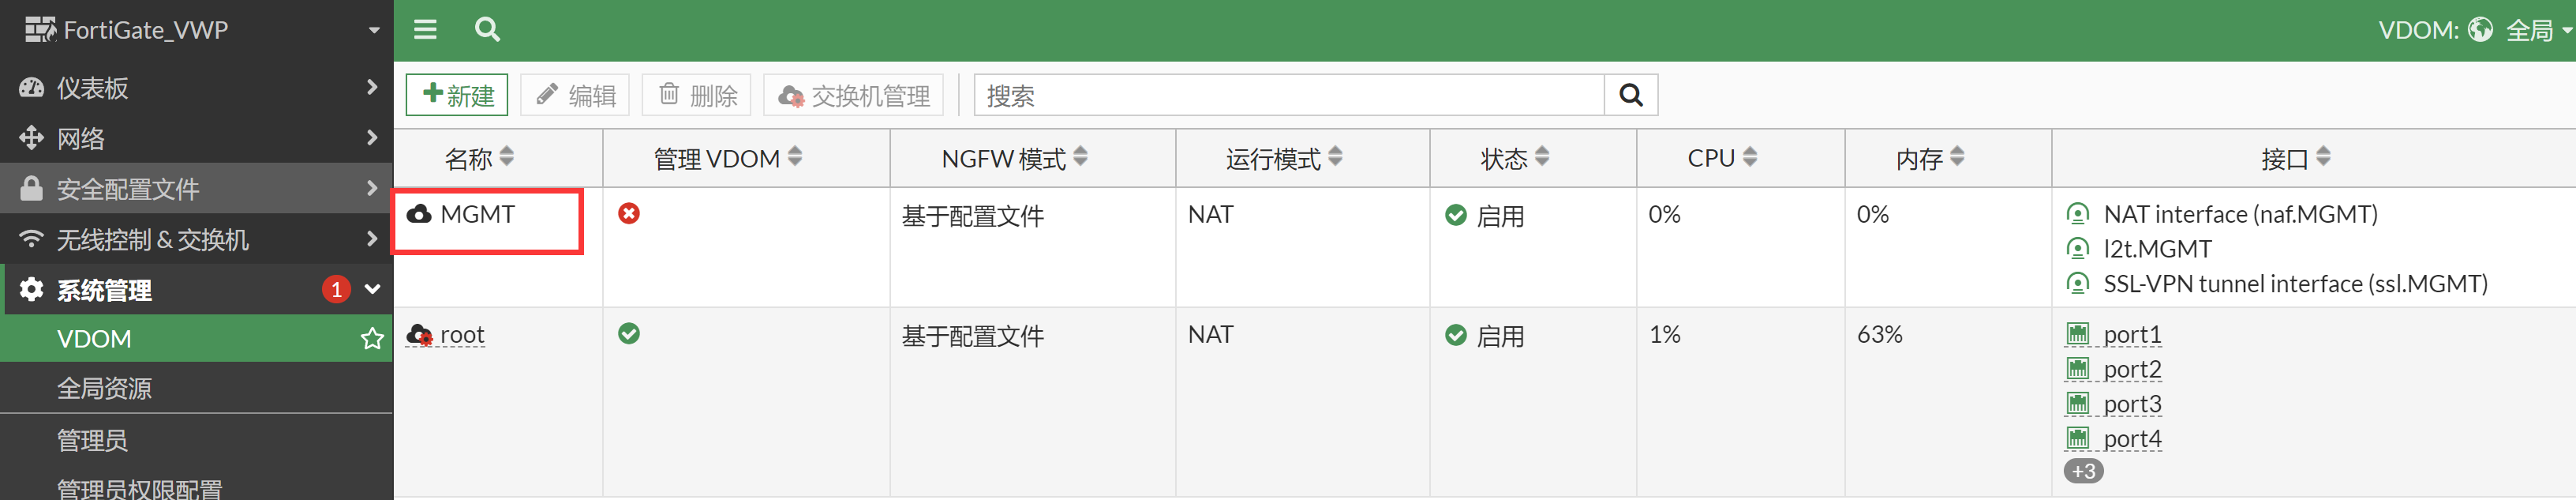 FortiGate_VWP
VDOM: 全局
仪表板
网络
安全配置文件
无线控制 & 交换机
系统管理 1
VDOM
全局资源
管理员
管理员权限配置
新建 编辑 删除 交换机管理 搜索
名称 管理 VDOM NGFW 模式 运行模式 状态 CPU 内存 接口
MGMT 基于配置文件 NAT 启用 0% 0% NAT interface (naf.MGMT)
l2t.MGMT
SSL-VPN tunnel interface (ssl.MGMT)
root 基于配置文件 NAT 启用 1% 63% port1
port2
port3
port4
+3